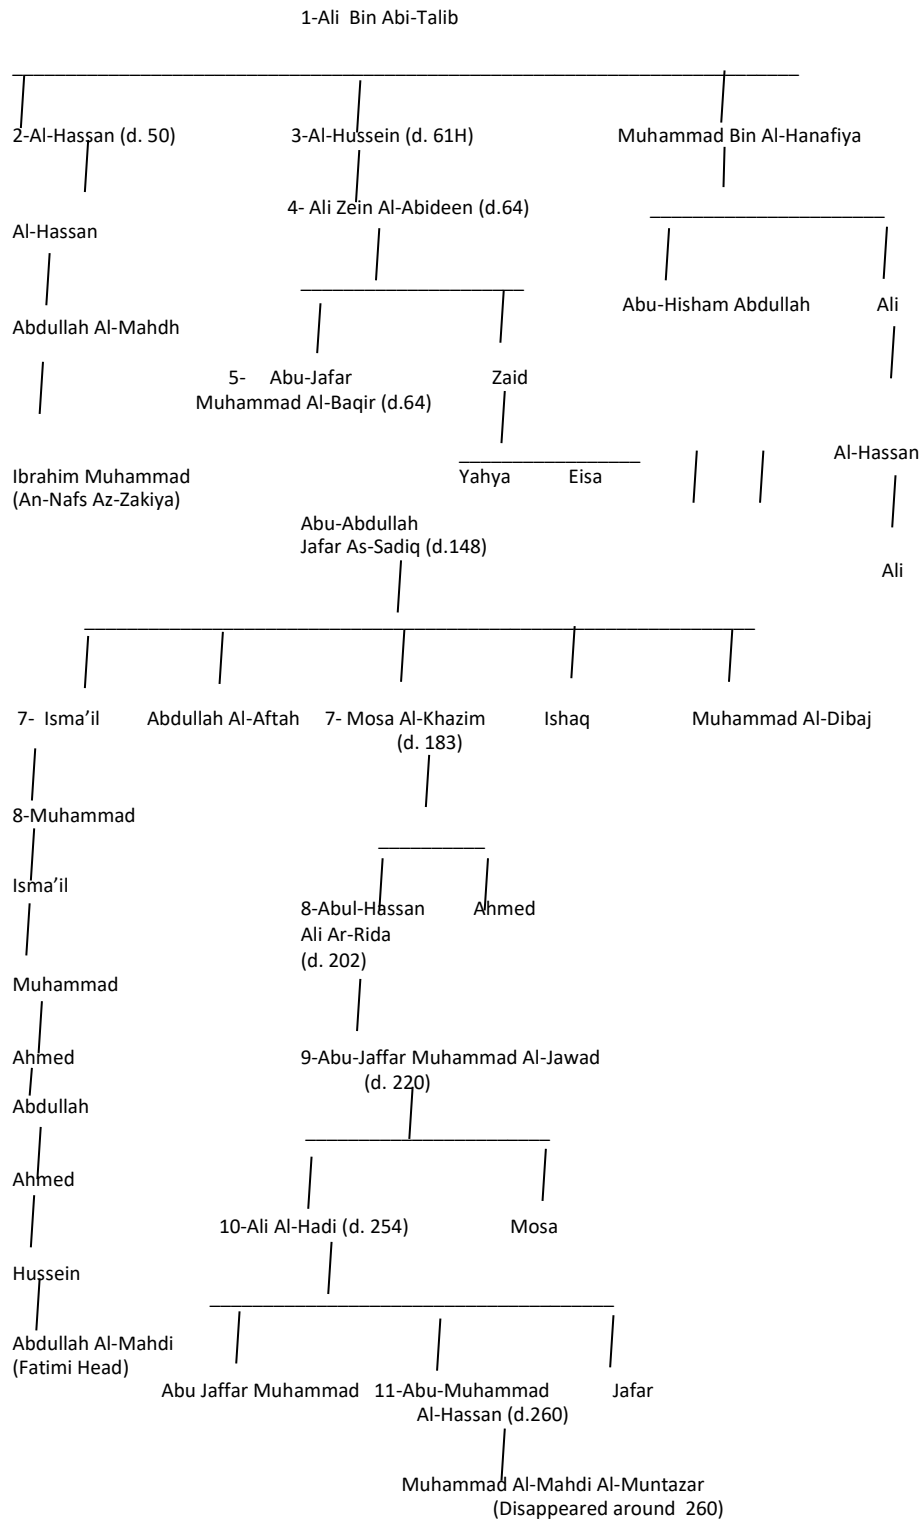 1-Ali Bin Abi-Talib
2-Al-Hassan (d. 50) 3-Al-Hussein (d. 61H) Muhammad Bin Al-Hanafiya
4- Ali Zein Al-Abideen (d.64)
Al-Hassan
Abu-Hisham Abdullah Ali
Abdullah Al-Mahdh
5- Abu-Jafar Zaid
Muhammad Al-Baqir (d.64)
Al-Hassan
Ibrahim Muhammad Yahya Eisa
(An-Nafs Az-Zakiya)
Abu-Abdullah
Jafar As-Sadiq (d.148)
Ali
7- Isma’il Abdullah Al-Aftah 7- Mosa Al-Khazim Ishaq Muhammad Al-Dibaj
(d. 183)
8-Muhammad
Isma’il
8-Abul-Hassan Ahmed
Ali Ar-Rida
(d. 202)
Muhammad
Ahmed 9-Abu-Jaffar Muhammad Al-Jawad
(d. 220)
Abdullah
Ahmed
10-Ali Al-Hadi (d. 254) Mosa
Hussein
Abdullah Al-Mahdi
(Fatimi Head)
Abu Jaffar Muhammad 11-Abu-Muhammad Jafar
Al-Hassan (d.260)
Muhammad Al-Mahdi Al-Muntazar
(Disappeared around 260)